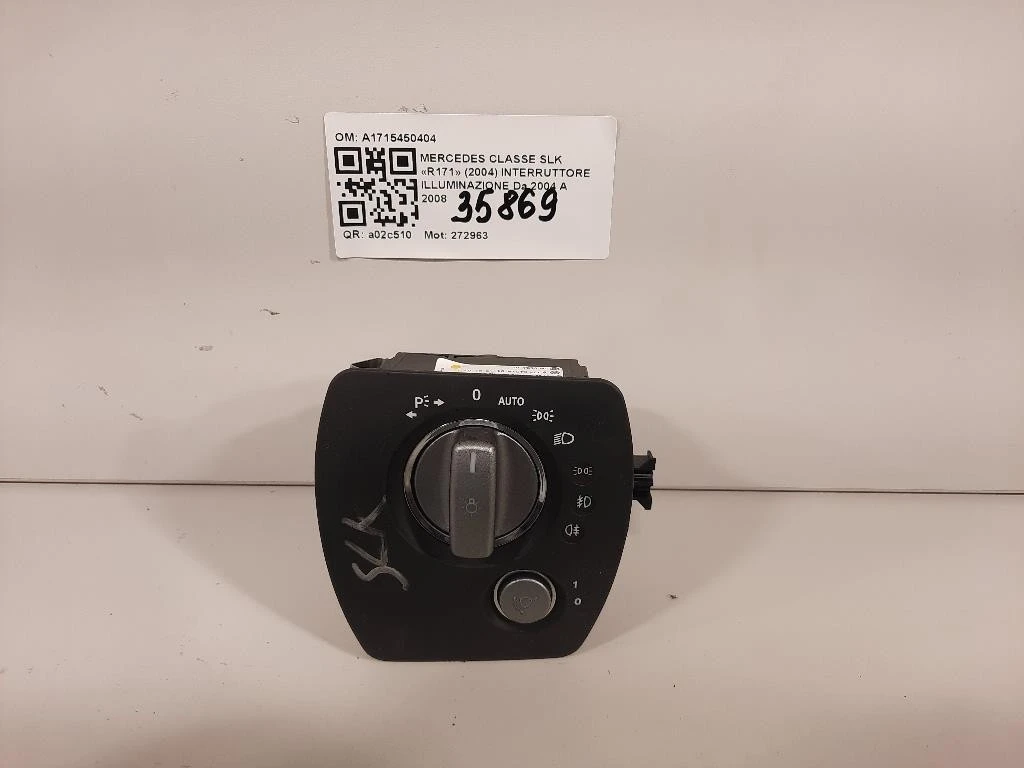 OM: A1715450404
MERCEDES CLASSE SLK
«R171» (2004) INTERRUTTORE
ILLUMINAZIONE Da 2004 A
2008
35869
QR: a02c510 Mot: 272963
P 0 AUTO
SLK
1
0